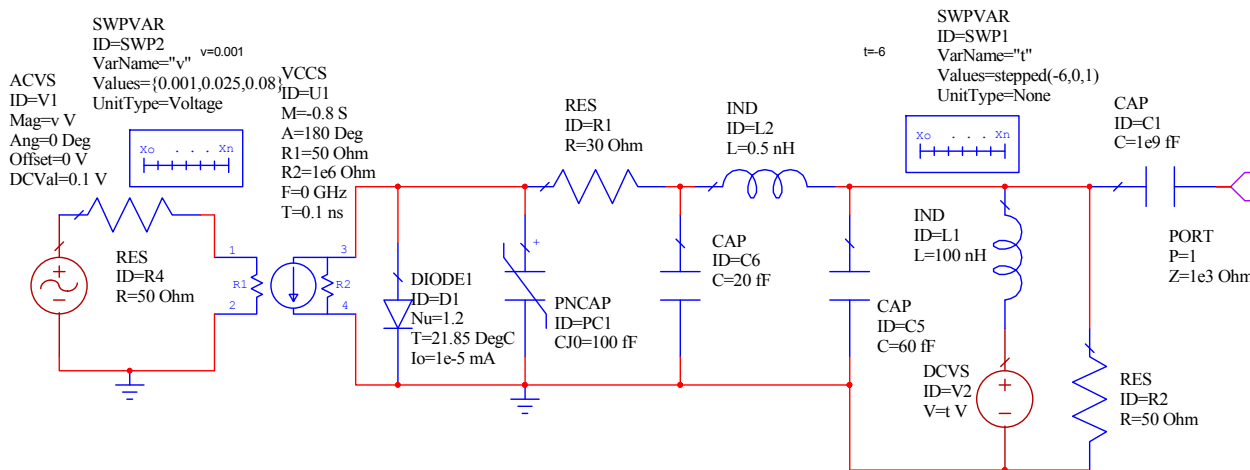 SWPVAR
ID=SWP2
VarName="v"
Values={0.001,0.025,0.08}
UnitType=Voltage
v=0.001
ACVS
ID=V1
Mag=v V
Ang=0 Deg
Offset=0 V
DCVal=0.1 V
Xo . . . Xn
VCCS
ID=U1
M=-0.8 S
A=180 Deg
R1=50 Ohm
R2=1e6 Ohm
F=0 GHz
T=0.1 ns
RES
ID=R4
R=50 Ohm
1
2
3
4
R1
R2
DIODE1
ID=D1
Nu=1.2
T=21.85 DegC
Io=1e-5 mA
+
PNCAP
ID=PC1
CJ0=100 fF
RES
ID=R1
R=30 Ohm
IND
ID=L2
L=0.5 nH
CAP
ID=C6
C=20 fF
CAP
ID=C5
C=60 fF
t=-6
SWPVAR
ID=SWP1
VarName="t"
Values=stepped(-6,0,1)
UnitType=None
Xo . . . Xn
IND
ID=L1
L=100 nH
DCVS
ID=V2
V=t V
RES
ID=R2
R=50 Ohm
CAP
ID=C1
C=1e9 fF
PORT
P=1
Z=1e3 Ohm